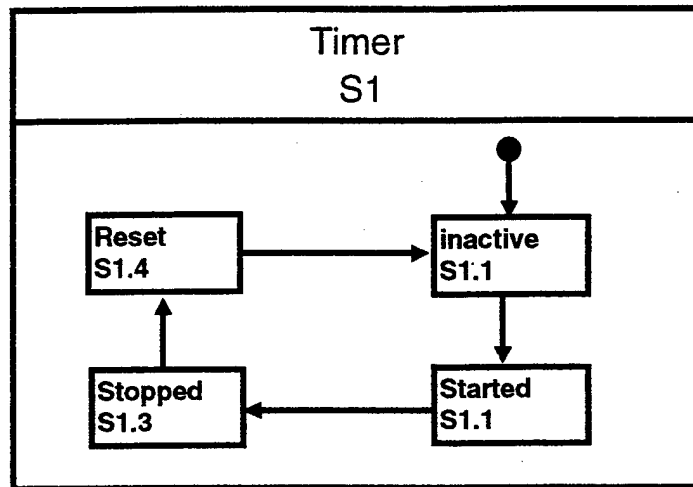 Timer
S1
Reset
S1.4
inactive
S1.1
Stopped
S1.3
Started
S1.1